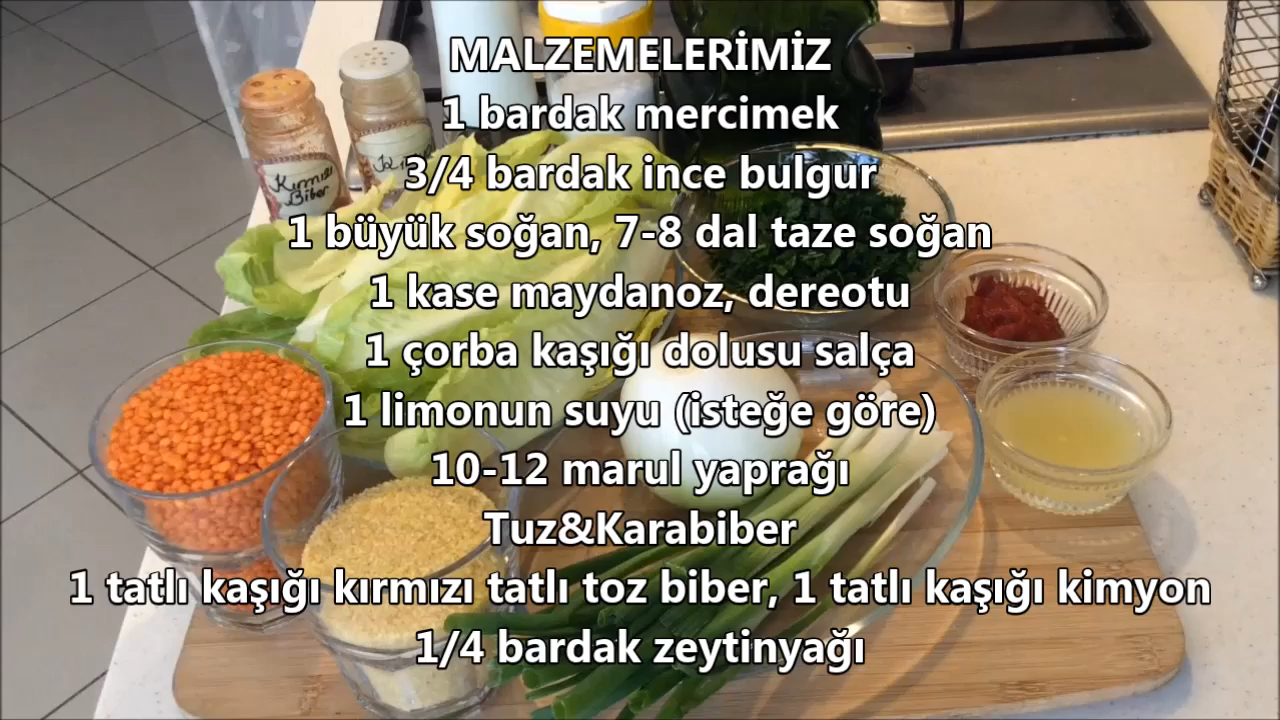 MALZEMELERİMİZ
1 bardak mercimek
3/4 bardak ince bulgur
1 büyük soğan, 7-8 dal taze soğan
1 kase maydanoz, dereotu
1 çorba kaşığı dolusu salça
1 limonun suyu (isteğe göre)
10-12 marul yaprağı
Tuz&Karabiber
1 tatlı kaşığı kırmızı tatlı toz biber, 1 tatlı kaşığı kimyon
1/4 bardak zeytinyağı
Kırmızı
Biber